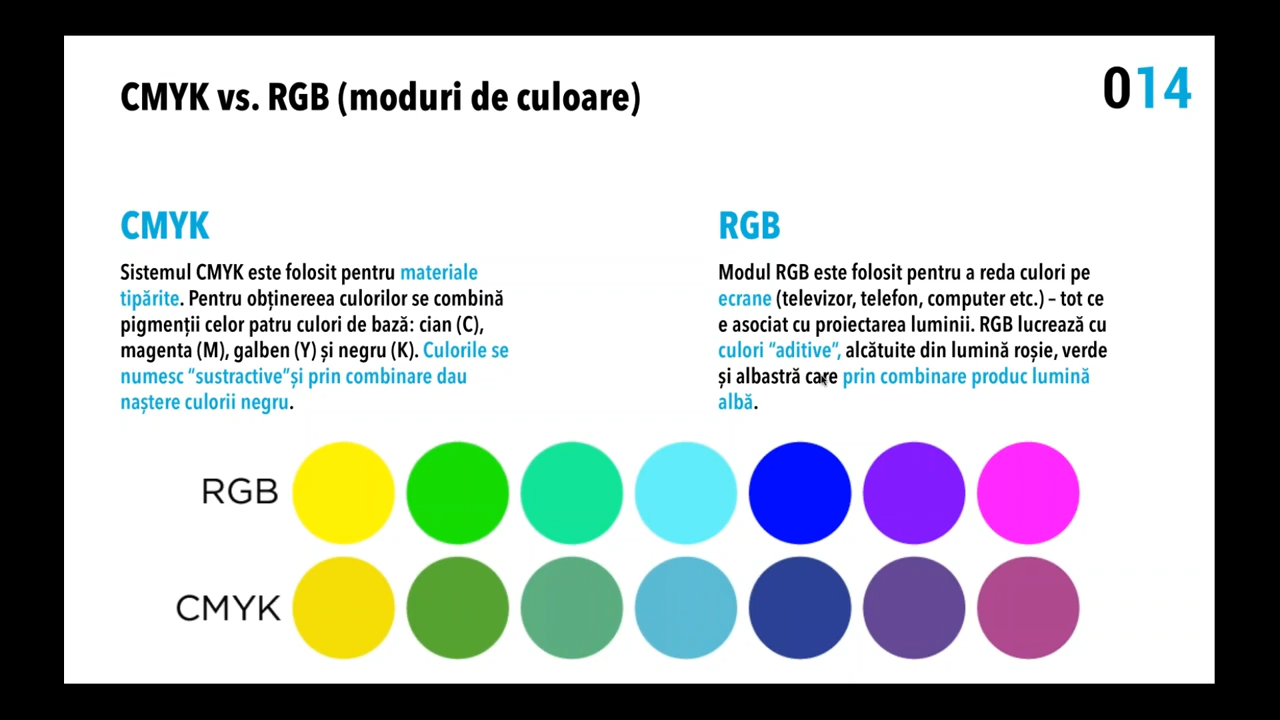 CMYK vs. RGB (moduri de culoare)
014
CMYK
Sistemul CMYK este folosit pentru materiale
tipărite. Pentru obținereea culorilor se combină
pigmenții celor patru culori de bază: cian (C),
magenta (M), galben (Y) și negru (K). Culorile se
numesc “sustractive”și prin combinare dau
naștere culorii negru.
RGB
Modul RGB este folosit pentru a reda culori pe
ecrane (televizor, telefon, computer etc.) – tot ce
e asociat cu proiectarea luminii. RGB lucrează cu
culori “aditive”, alcătuite din lumină roșie, verde
și albastră care prin combinare produc lumină
albă.
RGB
CMYK